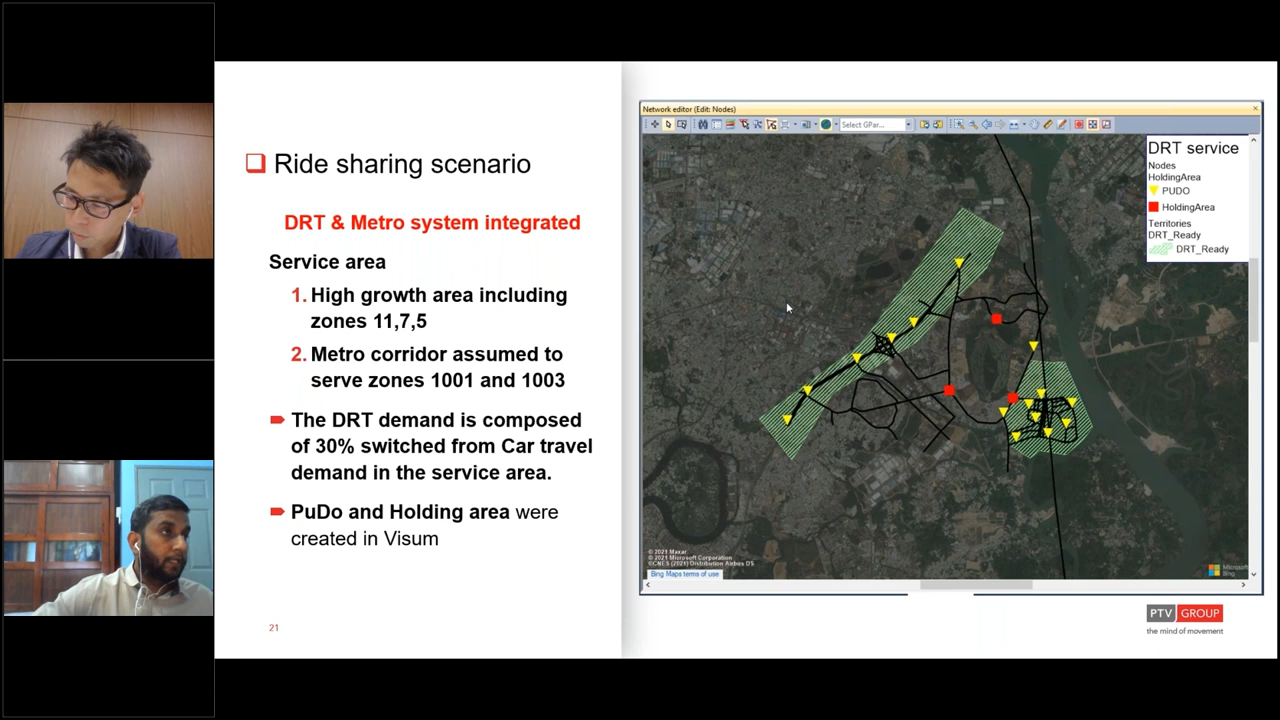 Ride sharing scenario
DRT & Metro system integrated
Service area
1. High growth area including
zones 11,7,5
2. Metro corridor assumed to
serve zones 1001 and 1003
The DRT demand is composed
of 30% switched from Car travel
demand in the service area.
PuDo and Holding area were
created in Visum
21
Network editor (Edit: Nodes)
Select GPar...
DRT service
Nodes
HoldingArea
PUDO
HoldingArea
Territories
DRT_Ready
DRT_Ready
© 2021 Maxar
© 2021 Microsoft Corporation
©CNES (2021) Distribution Airbus DS
Bing Maps terms of use
Microsoft
Bing
PTV GROUP
the mind of movement